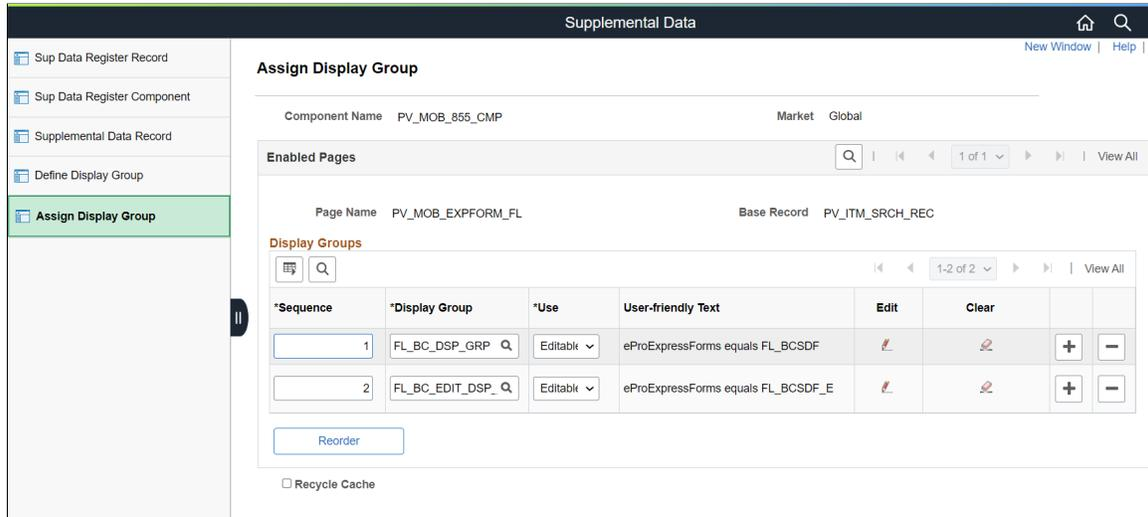 Supplemental Data
New Window | Help |
Sup Data Register Record
Sup Data Register Component
Supplemental Data Record
Define Display Group
Assign Display Group
Assign Display Group
Component Name PV_MOB_855_CMP Market Global
Enabled Pages 1 of 1 View All
Page Name PV_MOB_EXPFORM_FL Base Record PV_ITM_SRCH_REC
Display Groups
1-2 of 2 View All
*Sequence *Display Group *Use User-friendly Text Edit Clear
1 FL_BC_DSP_GRP Editable eProExpressForms equals FL_BCSDF
2 FL_BC_EDIT_DSP_ Editable eProExpressForms equals FL_BCSDF_E
Reorder
Recycle Cache